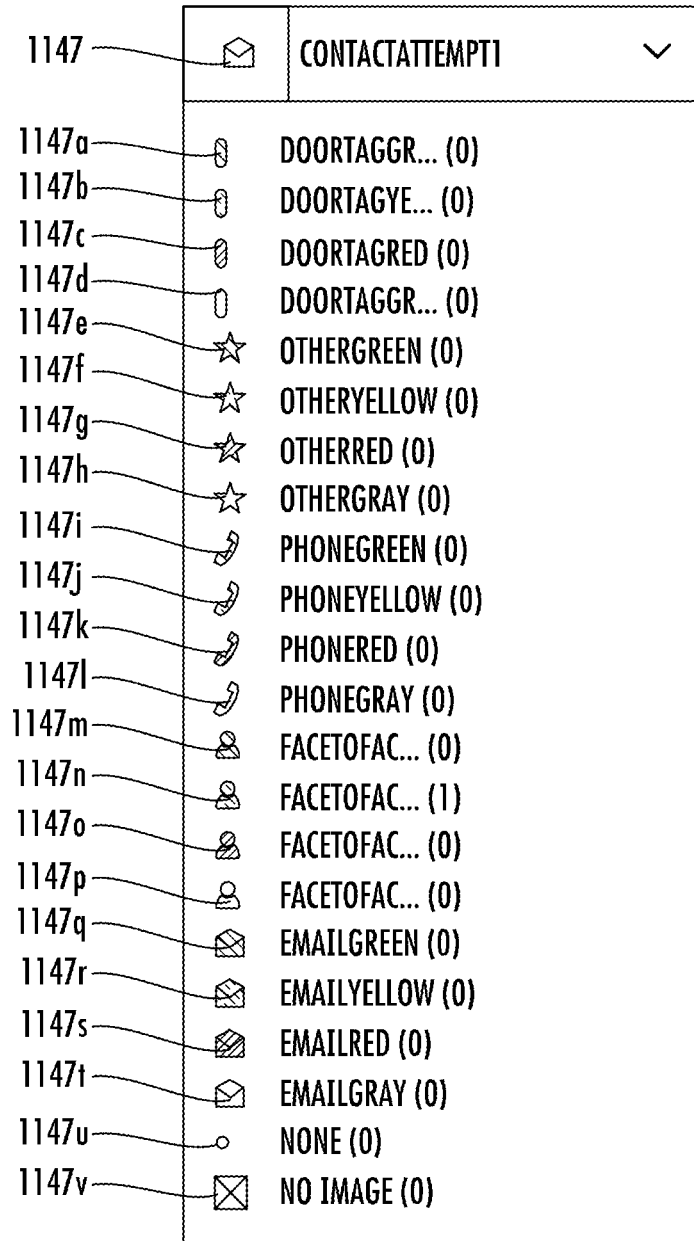 1147 CONTACTATTEMPT1
1147a DOORTAGGR... (0)
1147b DOORTAGYE... (0)
1147c DOORTAGRED (0)
1147d DOORTAGGR... (0)
1147e OTHERGREEN (0)
1147f OTHERYELLOW (0)
1147g OTHERRED (0)
1147h OTHERGRAY (0)
1147i PHONEGREEN (0)
1147j PHONEYELLOW (0)
1147k PHONERED (0)
1147l PHONEGRAY (0)
1147m FACETOFAC... (0)
1147n FACETOFAC... (1)
1147o FACETOFAC... (0)
1147p FACETOFAC... (0)
1147q EMAILGREEN (0)
1147r EMAILYELLOW (0)
1147s EMAILRED (0)
1147t EMAILGRAY (0)
1147u NONE (0)
1147v NO IMAGE (0)